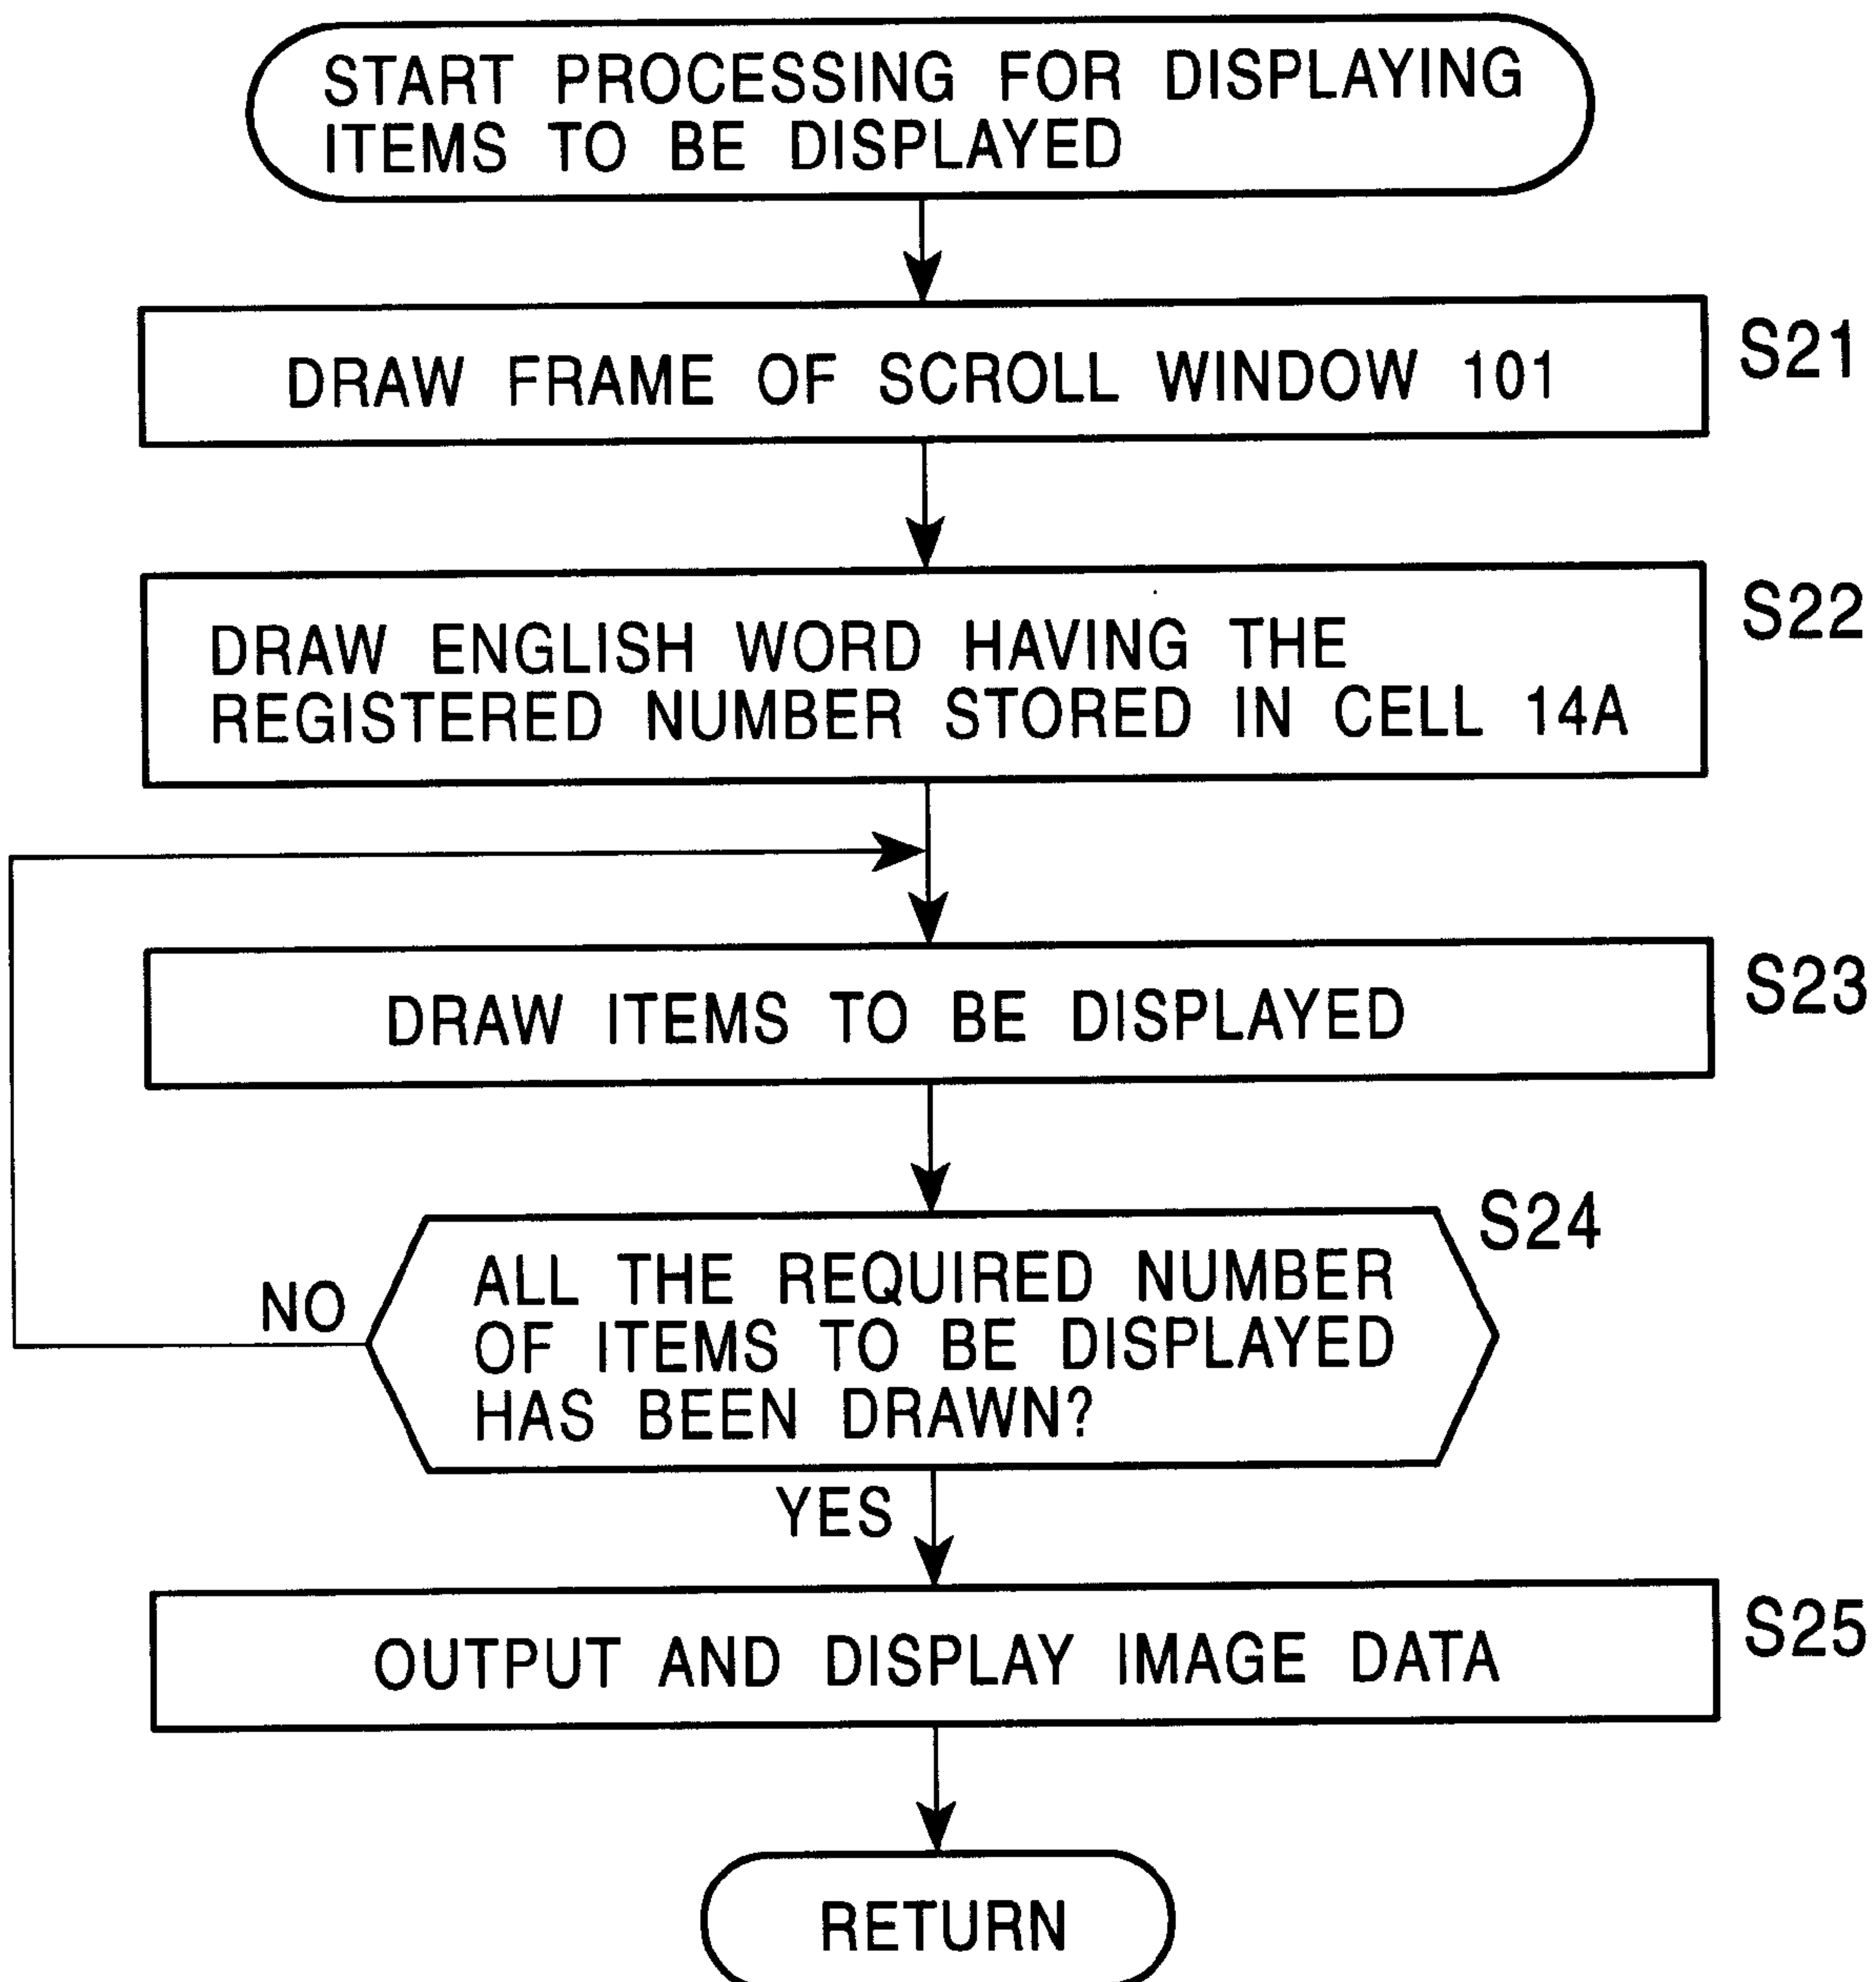 START PROCESSING FOR DISPLAYING
ITEMS TO BE DISPLAYED
DRAW FRAME OF SCROLL WINDOW 101
S21
DRAW ENGLISH WORD HAVING THE
REGISTERED NUMBER STORED IN CELL 14A
S22
DRAW ITEMS TO BE DISPLAYED
S23
S24
ALL THE REQUIRED NUMBER
OF ITEMS TO BE DISPLAYED
HAS BEEN DRAWN?
NO
YES
OUTPUT AND DISPLAY IMAGE DATA
S25
RETURN